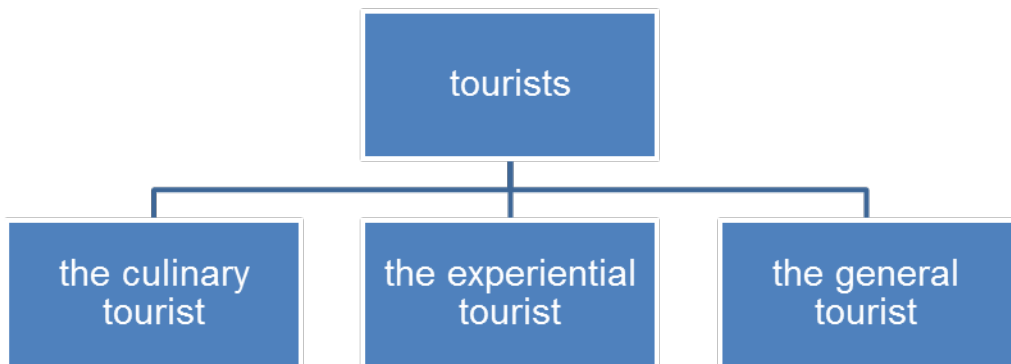 tourists
the culinary
tourist
the experiential
tourist
the general
tourist